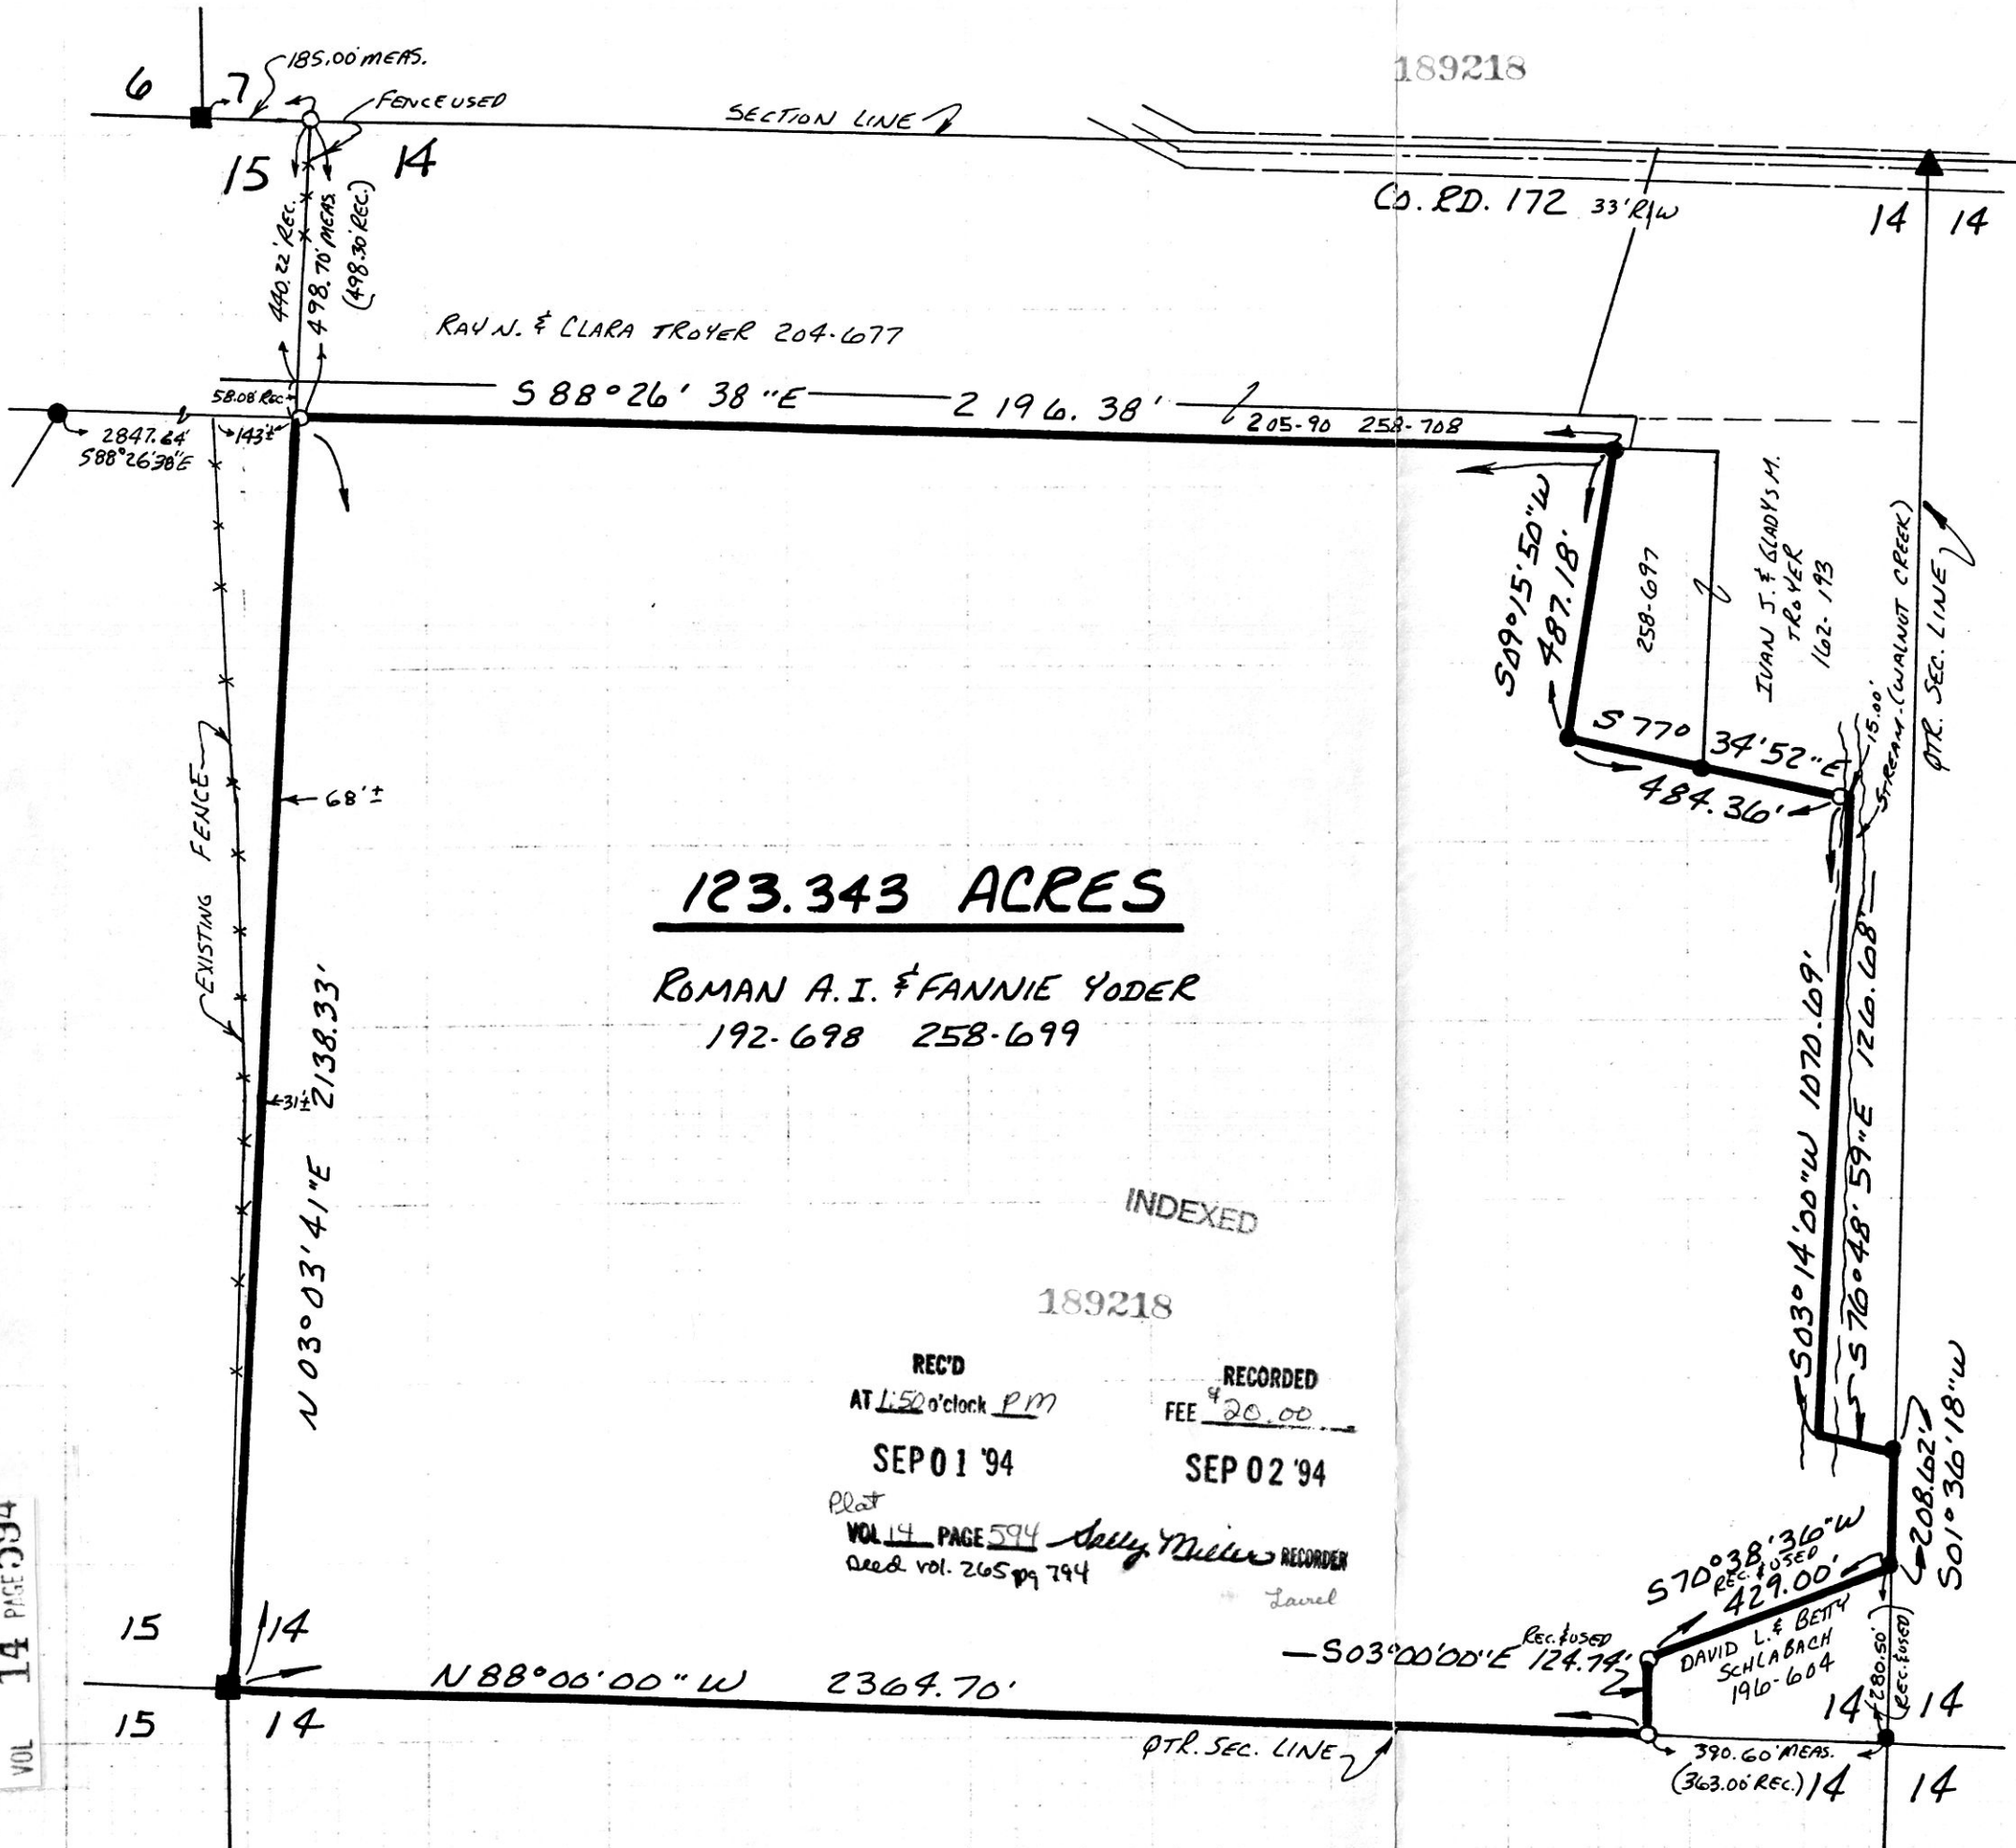 189218
185.00' MEAS.
6
7
FENCE USED
SECTION LINE
15
14
CO. RD. 172 33' R/W
14
14
440.22' REC.
498.70' MEAS.
(498.30' REC.)
RAY N. & CLARA TROYER 204-677
58.08' REC
S 88° 26' 38 "E
2 196. 38'
205-90 258-708
2847.64'
S88°26'38"E
143'±
S09°15'50"W
487.18'
258-697
IVAN J. & GLADYS M.
TROYER
162-193
STREAM-(WALNUT CREEK)
15.00'
QTR. SEC. LINE
S 77° 34'52"E
484.36'
EXISTING FENCE
68'±
123.343 ACRES
ROMAN A. I. & FANNIE YODER
192-698 258-699
31'±
N 03° 03' 41"E 2138.33'
S03° 14' 00"W 1070.69'
S 76° 48' 59"E 126.68'
INDEXED
189218
REC'D
AT 1:50 o'clock PM
SEP 01 '94
RECORDED
FEE $20.00
SEP 02 '94
Plat
VOL 14 PAGE 594 Sally Miller RECORDER
Deed vol. 265 pg 794
Laurel
208.62'
S01° 36' 18"W
S 70° 38' 36"W
REC. & USED
429.00'
DAVID L. & BETTY
SCHLABACH
196-604
280.50'
(REC. & USED)
S03°00'00"E 124.74'
REC. & USED
15
14
N 88°00'00" W 2364.70'
15
14
QTR. SEC. LINE
14
14
390.60' MEAS.
(363.00' REC.)
14
14
VOL 14 PAGE 594